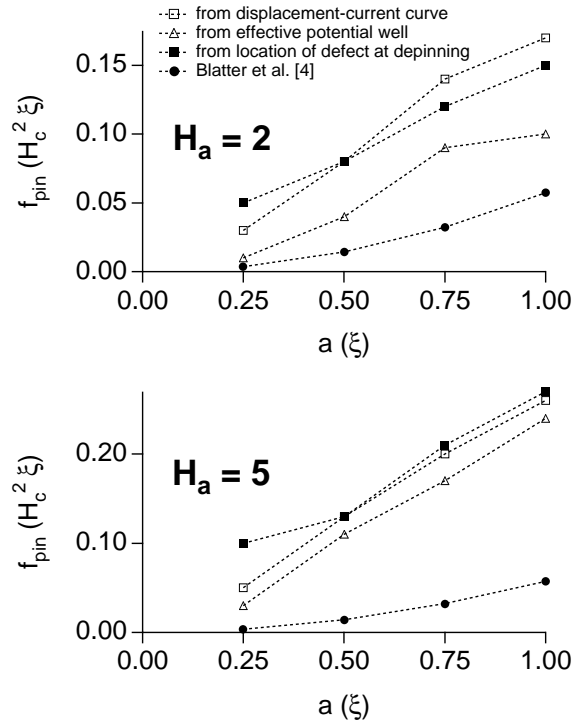 from displacement-current curve
from effective potential well
from location of defect at depinning
Blatter et al. [4]
0.15
0.10
0.05
0.00
f_pin (H_c^2 ξ)
H_a = 2
0.00 0.25 0.50 0.75 1.00
a (ξ)
0.20
0.10
0.00
f_pin (H_c^2 ξ)
H_a = 5
0.00 0.25 0.50 0.75 1.00
a (ξ)